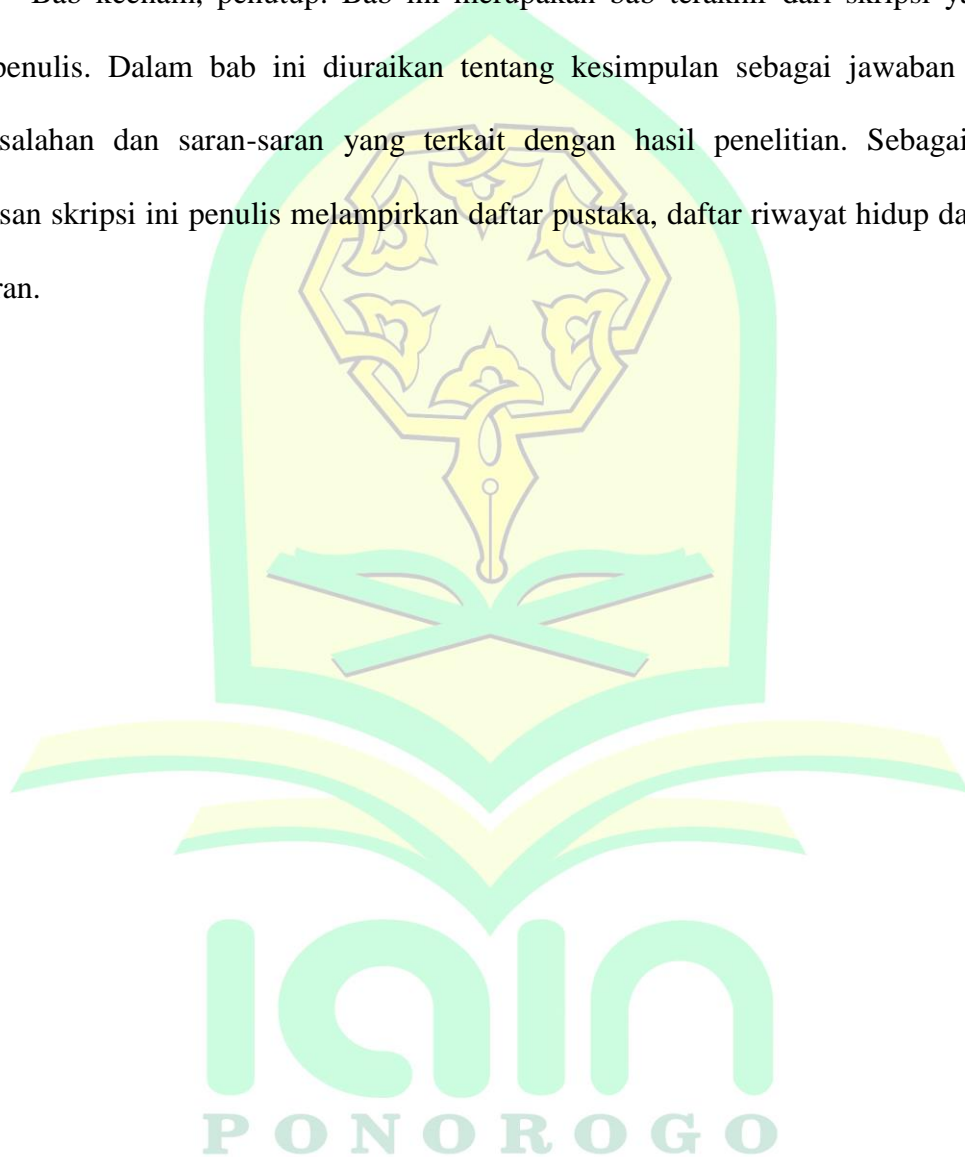 Bab keenam, penutup. Bab ini merupakan bab terakhir dari skripsi ya
penulis. Dalam bab ini diuraikan tentang kesimpulan sebagai jawaban
salahan dan saran-saran yang terkait dengan hasil penelitian. Sebagai
san skripsi ini penulis melampirkan daftar pustaka, daftar riwayat hidup da
ran.
iain
PONOROGO